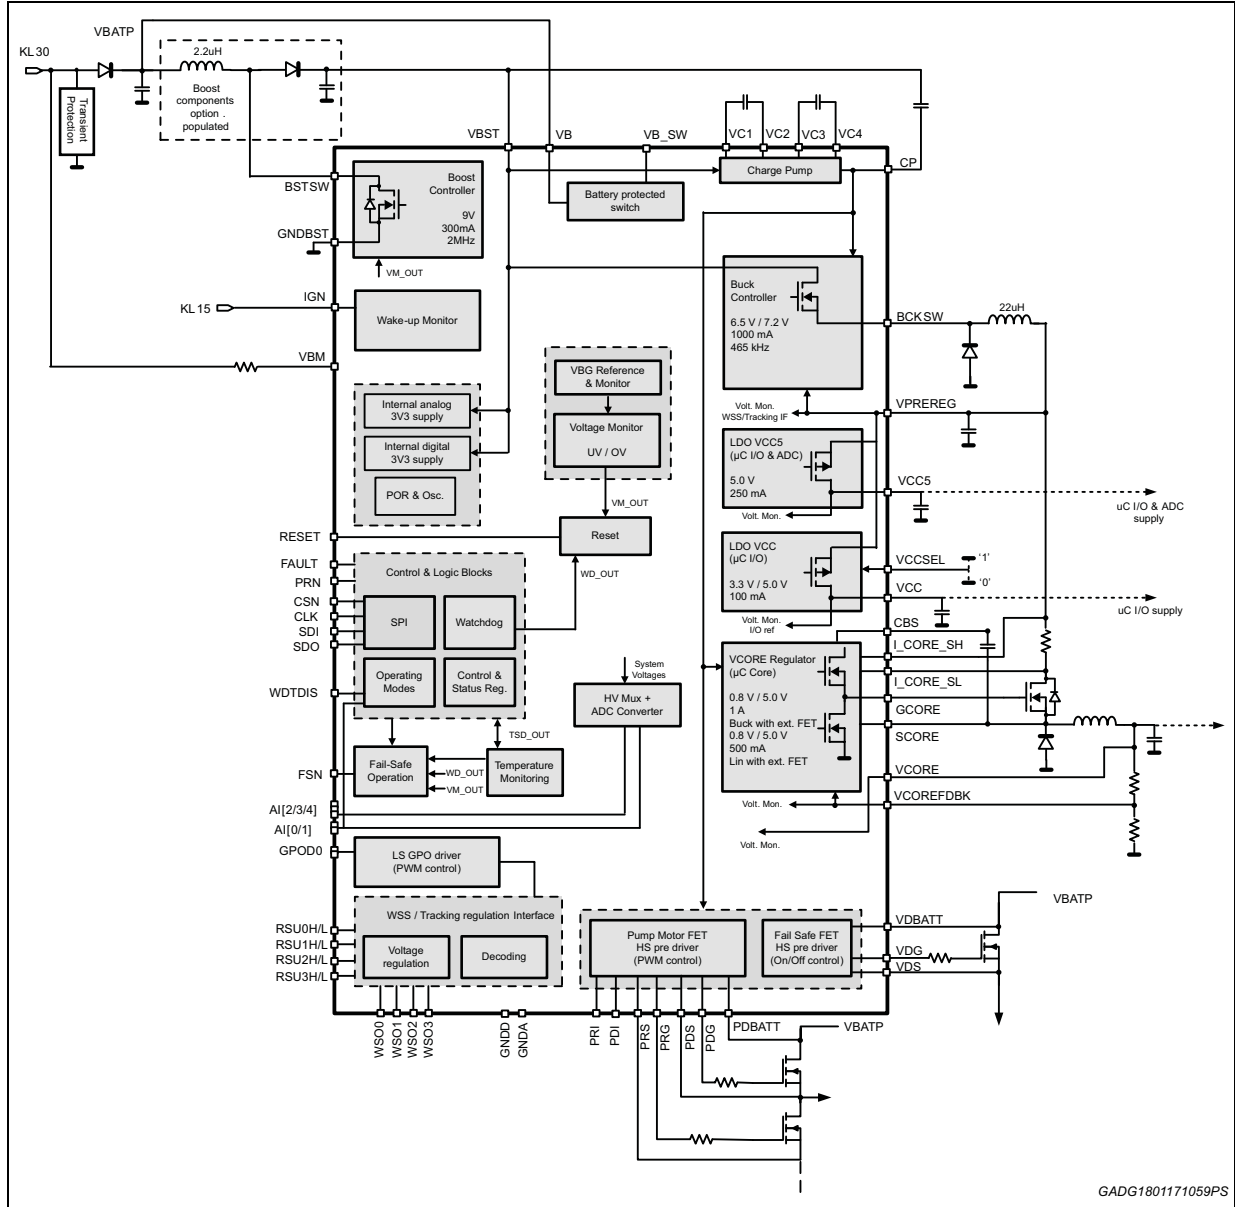 VBATP
KL30
2.2uH
Transient
Protection
Boost
components
option .
populated
VBST
VB
VB_SW
VC1
VC2
VC3
VC4
CP
Charge Pump
BSTSW
Boost
Controller
9V
300mA
2MHz
Battery protected
switch
GNDBST
VM_OUT
Buck
Controller
6.5 V / 7.2 V
1000 mA
465 kHz
22uH
BCKSW
KL15
IGN
Wake-up Monitor
VBM
VBG Reference
& Monitor
Voltage Monitor
UV / OV
Internal analog
3V3 supply
Internal digital
3V3 supply
POR & Osc.
Volt. Mon.
WSS/Tracking IF
VPREREG
LDO VCC5
(µC I/O & ADC)
5.0 V
250 mA
Volt. Mon.
VCC5
uC I/O & ADC
supply
VM_OUT
RESET
Reset
LDO VCC
(µC I/O)
3.3 V / 5.0 V
100 mA
Volt. Mon.
I/O ref
VCCSEL
'1'
'0'
VCC
uC I/O supply
FAULT
PRN
CSN
CLK
SDI
SDO
WDTDIS
Control & Logic Blocks
SPI
Watchdog
Operating
Modes
Control &
Status Reg.
WD_OUT
CBS
I_CORE_SH
I_CORE_SL
GCORE
SCORE
VCORE
VCOREFDBK
VCORE Regulator
(µC Core)
0.8 V / 5.0 V
1 A
Buck with ext. FET
0.8 V / 5.0 V
500 mA
Lin with ext. FET
Volt. Mon.
Volt. Mon.
System
Voltages
HV Mux +
ADC Converter
TSD_OUT
FSN
Fail-Safe
Operation
WD_OUT
VM_OUT
Temperature
Monitoring
AI[2/3/4]
AI[0/1]
GPOD0
LS GPO driver
(PWM control)
RSU0H/L
RSU1H/L
RSU2H/L
RSU3H/L
WSS / Tracking regulation Interface
Voltage
regulation
Decoding
Pump Motor FET
HS pre driver
(PWM control)
Fail Safe FET
HS pre driver
(On/Off control)
VDBATT
VDG
VDS
VBATP
WSO0
WSO1
WSO2
WSO3
GNDD
GNDA
PRI
PDI
PRS
PRG
PDS
PDG
PDBATT
VBATP
GADG1801171059PS